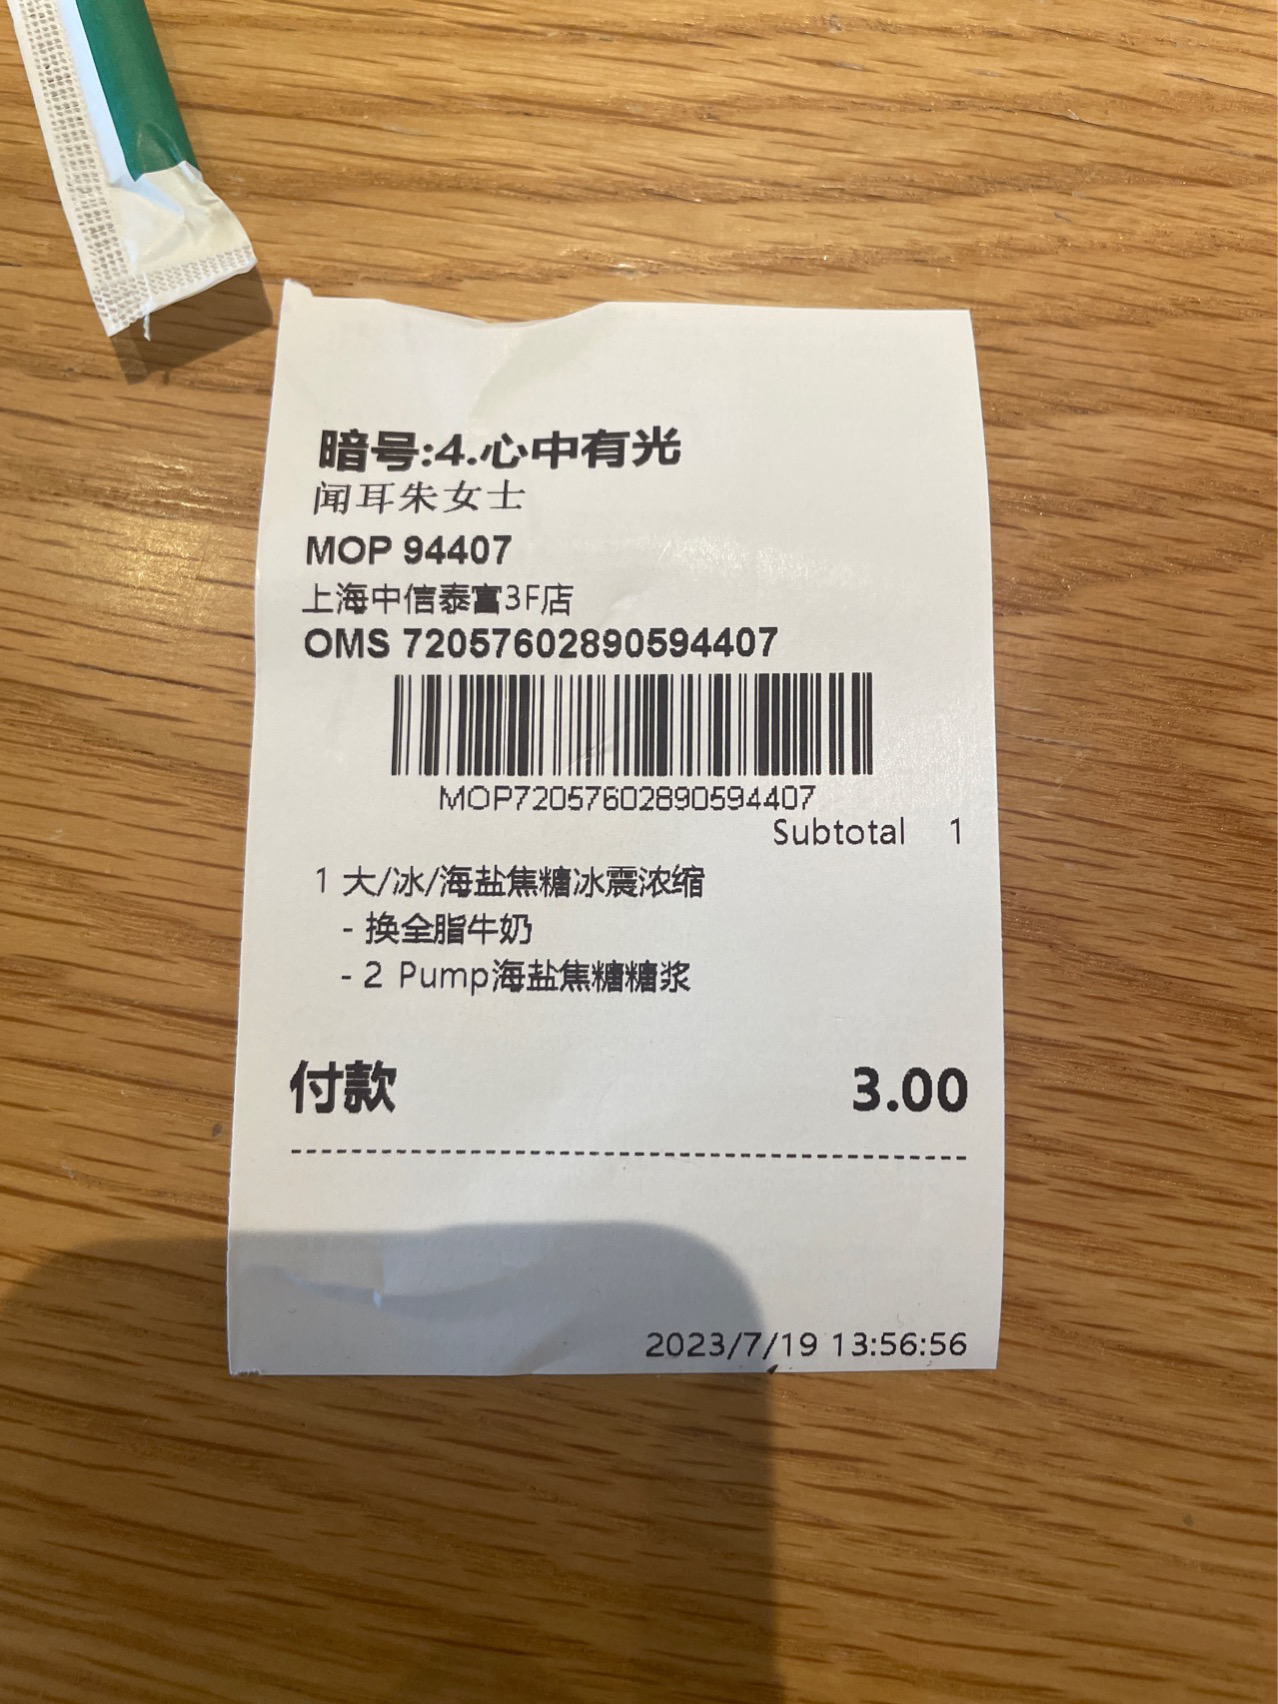 暗号:4.心中有光
闻耳朱女士
MOP 94407
上海中信泰富3F店
OMS 72057602890594407
MOP72057602890594407
Subtotal 1
1 大/冰/海盐焦糖冰震浓缩
- 换全脂牛奶
- 2 Pump海盐焦糖糖浆
付款 3.00
2023/7/19 13:56:56